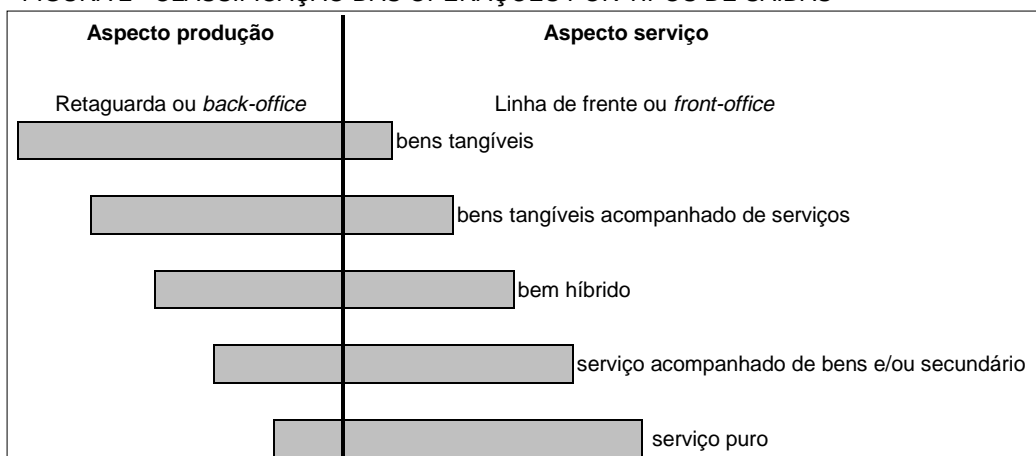 Aspecto produção Aspecto serviço
Retaguarda ou back-office Linha de frente ou front-office
bens tangíveis
bens tangíveis acompanhado de serviços
bem híbrido
serviço acompanhado de bens e/ou secundário
serviço puro